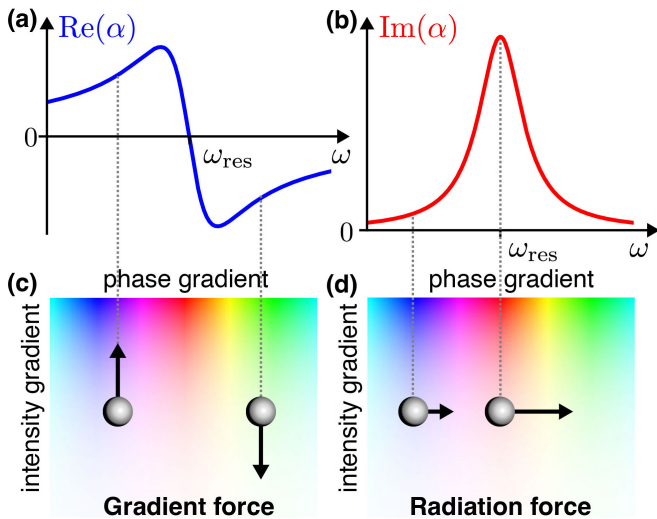 (a)
Re(α)
0
ω_res
ω
(b)
Im(α)
0
ω_res
ω
(c)
phase gradient
intensity gradient
Gradient force
(d)
phase gradient
intensity gradient
Radiation force